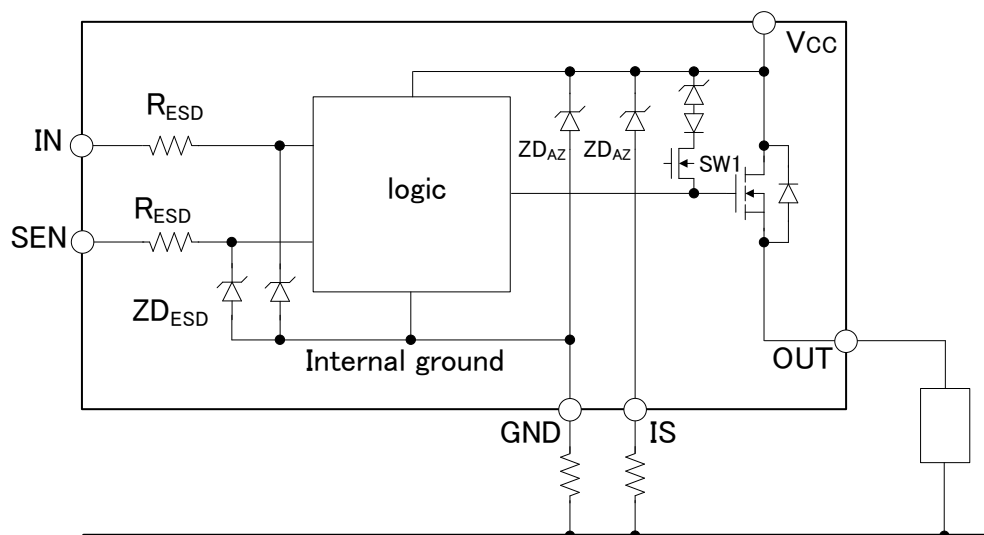 VCC
RESD
IN
ZDAZ
ZDAZ
SW1
logic
RESD
SEN
ZDESD
Internal ground
OUT
GND
IS